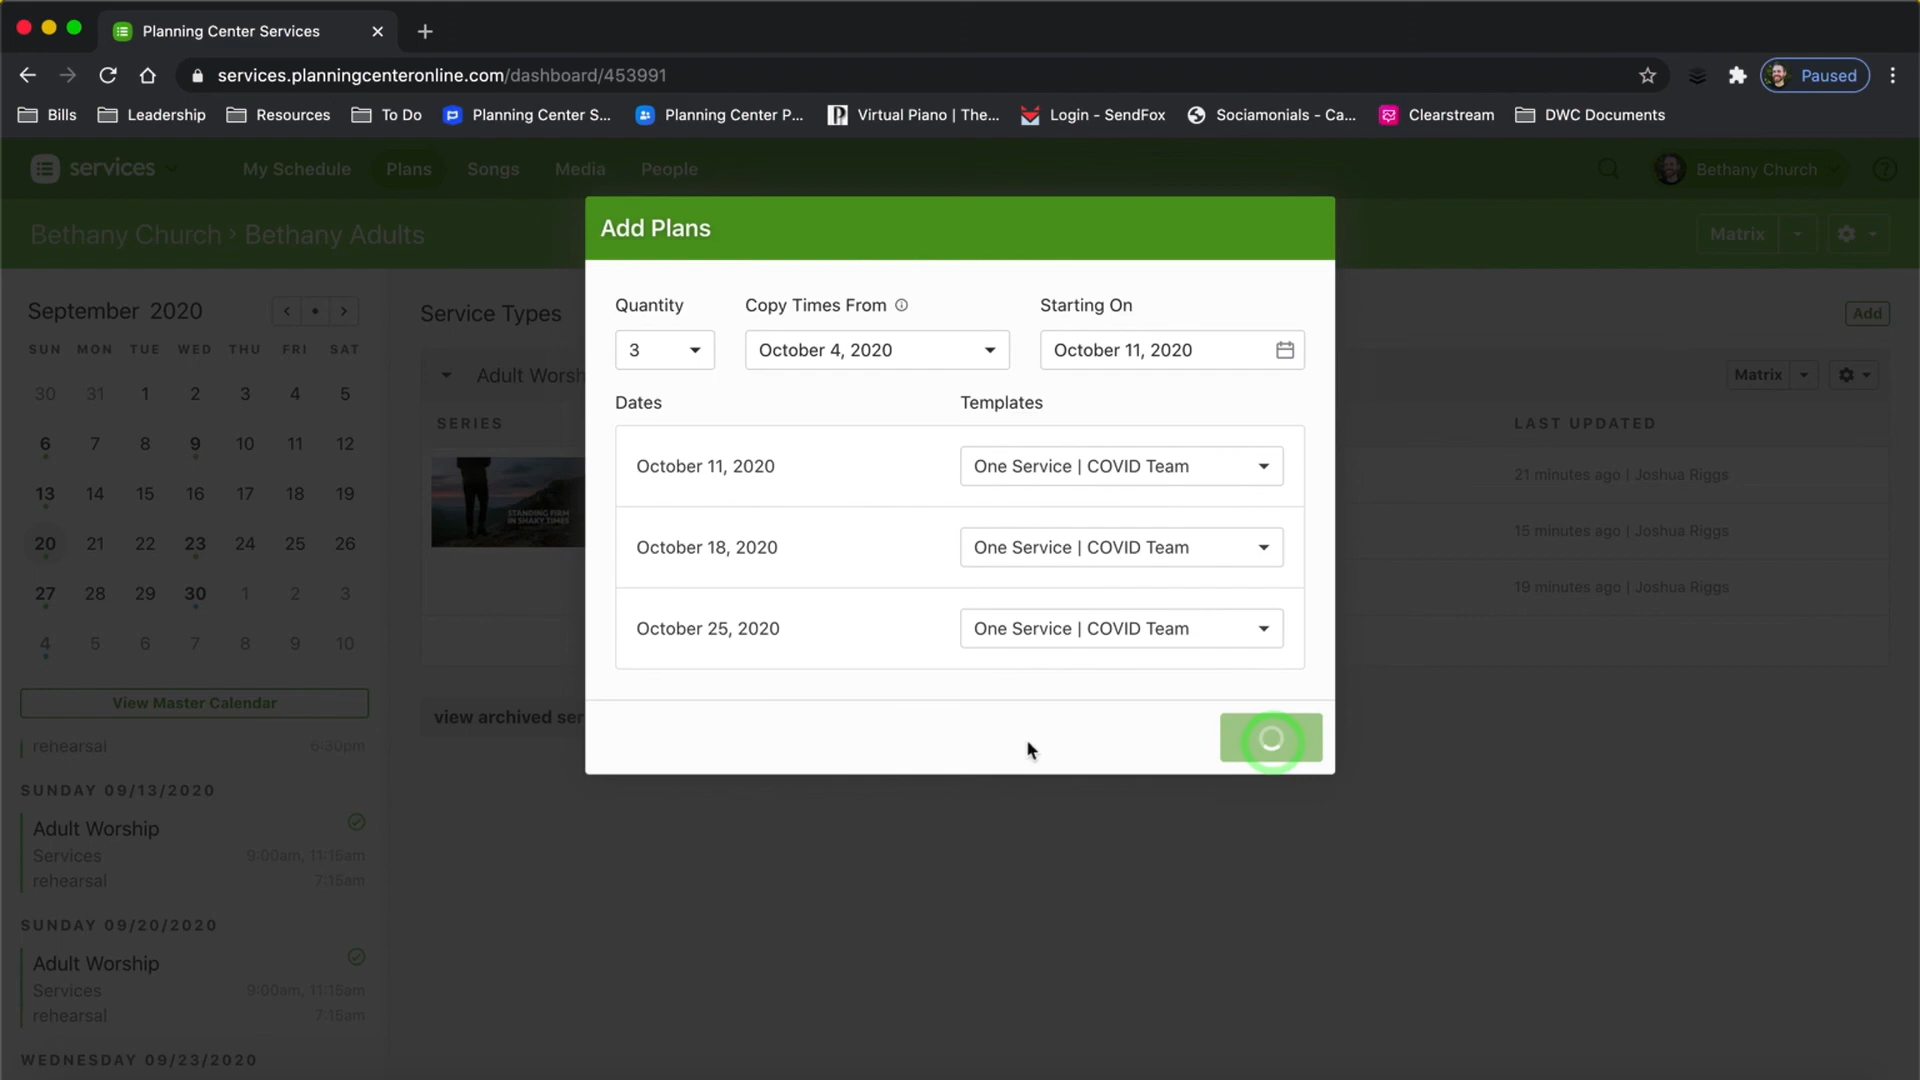 Planning Center Services
services.planningcenteronline.com/dashboard/453991
Paused
Bills
Leadership
Resources
To Do
Planning Center S...
Planning Center P...
Virtual Piano | The...
Login - SendFox
Sociamonials - Ca...
Clearstream
DWC Documents
services
My Schedule
Plans
Songs
Media
People
Bethany Church
Bethany Church › Bethany Adults
Matrix
September 2020
SUN MON TUE WED THU FRI SAT
30 31 1 2 3 4 5
6 7 8 9 10 11 12
13 14 15 16 17 18 19
20 21 22 23 24 25 26
27 28 29 30 1 2 3
4 5 6 7 8 9 10
View Master Calendar
rehearsal 6:30pm
SUNDAY 09/13/2020
Adult Worship
Services 9:00am, 11:15am
rehearsal 7:15am
SUNDAY 09/20/2020
Adult Worship
Services 9:00am, 11:15am
rehearsal 7:15am
WEDNESDAY 09/23/2020
Service Types
Add
Adult Worsh
Matrix
SERIES
LAST UPDATED
STANDING FIRM
IN SHAKY TIMES
21 minutes ago | Joshua Riggs
15 minutes ago | Joshua Riggs
19 minutes ago | Joshua Riggs
view archived ser
Add Plans
Quantity
Copy Times From
Starting On
3
October 4, 2020
October 11, 2020
Dates
Templates
October 11, 2020
One Service | COVID Team
October 18, 2020
One Service | COVID Team
October 25, 2020
One Service | COVID Team